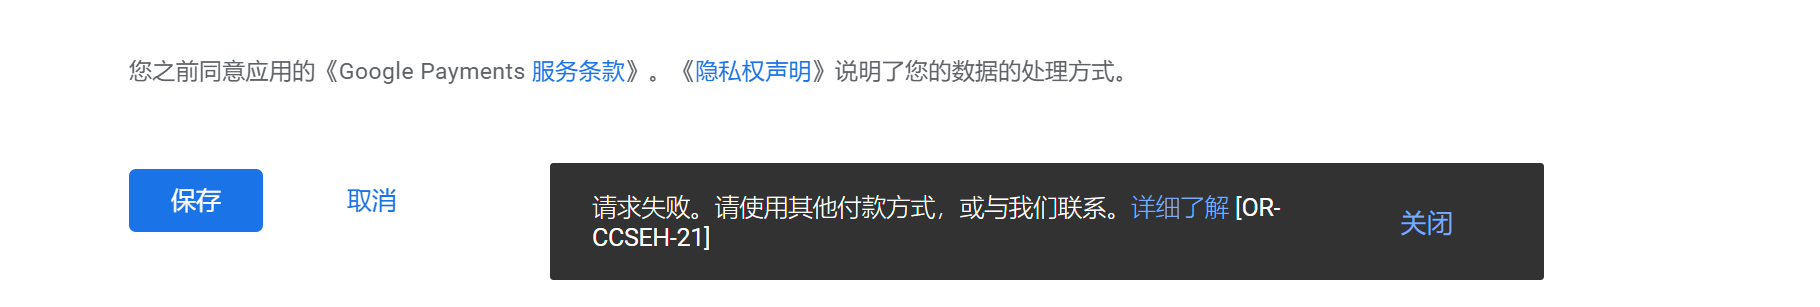 您之前同意应用的《Google Payments 服务条款》。《隐私权声明》说明了您的数据的处理方式。
保存
取消
请求失败。请使用其他付款方式，或与我们联系。详细了解 [OR-
CCSEH-21]
关闭